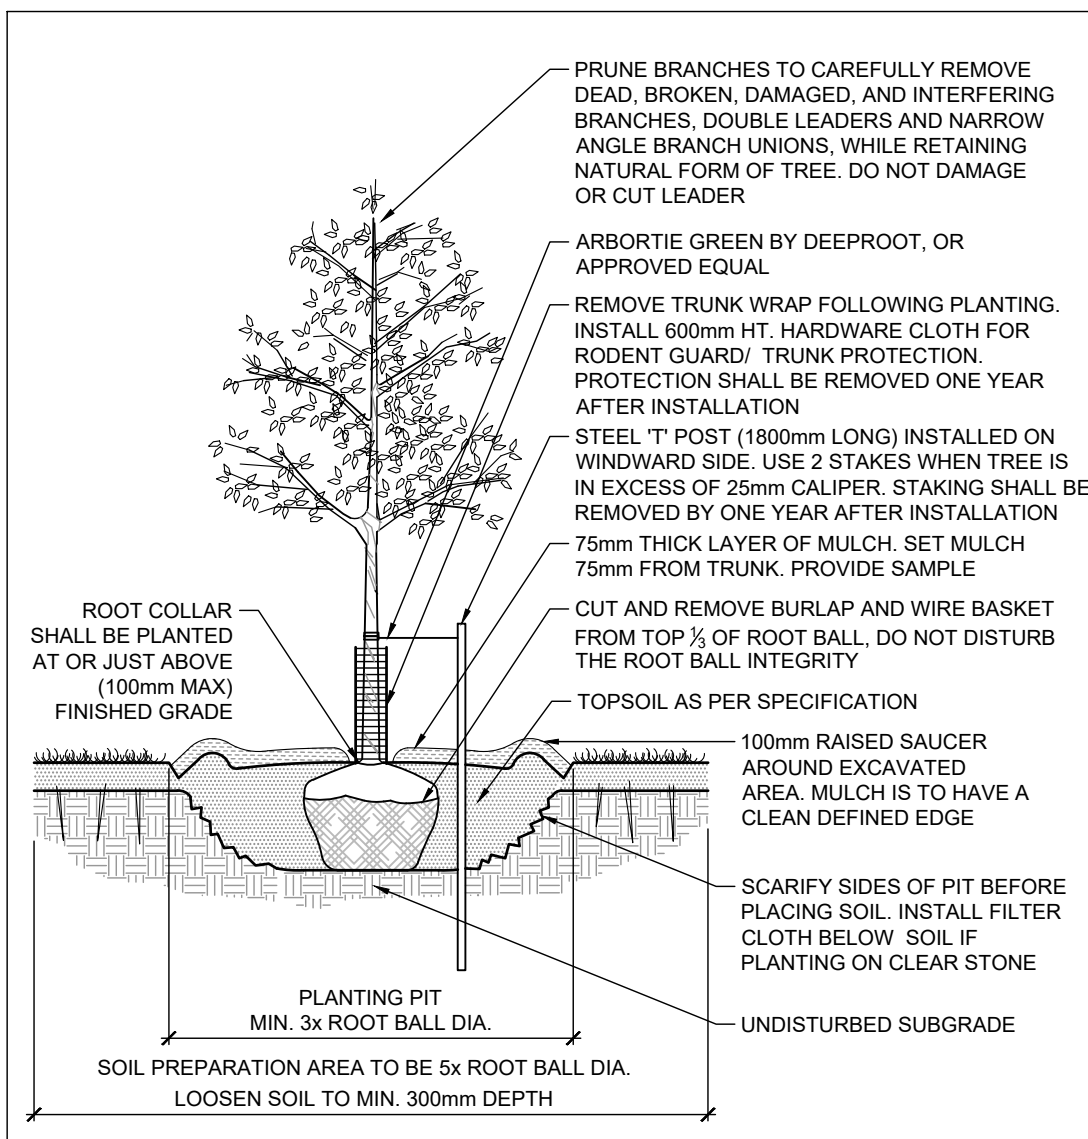 PRUNE BRANCHES TO CAREFULLY REMOVE
DEAD, BROKEN, DAMAGED, AND INTERFERING
BRANCHES, DOUBLE LEADERS AND NARROW
ANGLE BRANCH UNIONS, WHILE RETAINING
NATURAL FORM OF TREE. DO NOT DAMAGE
OR CUT LEADER
ARBORTIE GREEN BY DEEPROOT, OR
APPROVED EQUAL
REMOVE TRUNK WRAP FOLLOWING PLANTING.
INSTALL 600mm HT. HARDWARE CLOTH FOR
RODENT GUARD/ TRUNK PROTECTION.
PROTECTION SHALL BE REMOVED ONE YEAR
AFTER INSTALLATION
STEEL 'T' POST (1800mm LONG) INSTALLED ON
WINDWARD SIDE. USE 2 STAKES WHEN TREE IS
IN EXCESS OF 25mm CALIPER. STAKING SHALL BE
REMOVED BY ONE YEAR AFTER INSTALLATION
75mm THICK LAYER OF MULCH. SET MULCH
75mm FROM TRUNK. PROVIDE SAMPLE
CUT AND REMOVE BURLAP AND WIRE BASKET
FROM TOP ⅓ OF ROOT BALL, DO NOT DISTURB
THE ROOT BALL INTEGRITY
ROOT COLLAR
SHALL BE PLANTED
AT OR JUST ABOVE
(100mm MAX)
FINISHED GRADE
TOPSOIL AS PER SPECIFICATION
100mm RAISED SAUCER
AROUND EXCAVATED
AREA. MULCH IS TO HAVE A
CLEAN DEFINED EDGE
SCARIFY SIDES OF PIT BEFORE
PLACING SOIL. INSTALL FILTER
CLOTH BELOW SOIL IF
PLANTING ON CLEAR STONE
UNDISTURBED SUBGRADE
PLANTING PIT
MIN. 3x ROOT BALL DIA.
SOIL PREPARATION AREA TO BE 5x ROOT BALL DIA.
LOOSEN SOIL TO MIN. 300mm DEPTH